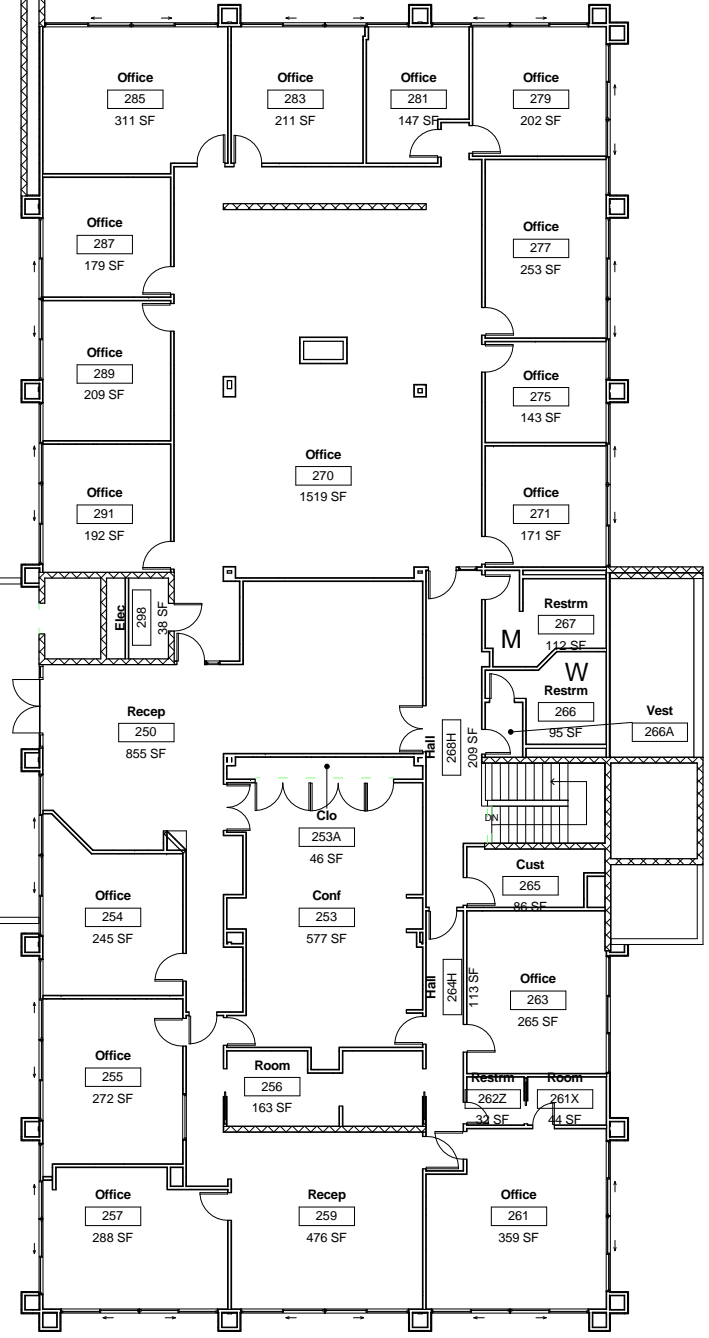 Office
285
311 SF
Office
283
211 SF
Office
281
147 SF
Office
279
202 SF
Office
287
179 SF
Office
277
253 SF
Office
289
209 SF
Office
275
143 SF
Office
270
1519 SF
Office
291
192 SF
Office
271
171 SF
Elec
298
38 SF
M
Restrm
267
112 SF
W
Restrm
266
95 SF
Vest
266A
Recep
250
855 SF
Hall
268H
209 SF
DN
Clo
253A
46 SF
Conf
253
577 SF
Cust
265
86 SF
Office
254
245 SF
Hall
264H
113 SF
Office
263
265 SF
Office
255
272 SF
Room
256
163 SF
Restrm
262Z
32 SF
Room
261X
44 SF
Office
257
288 SF
Recep
259
476 SF
Office
261
359 SF